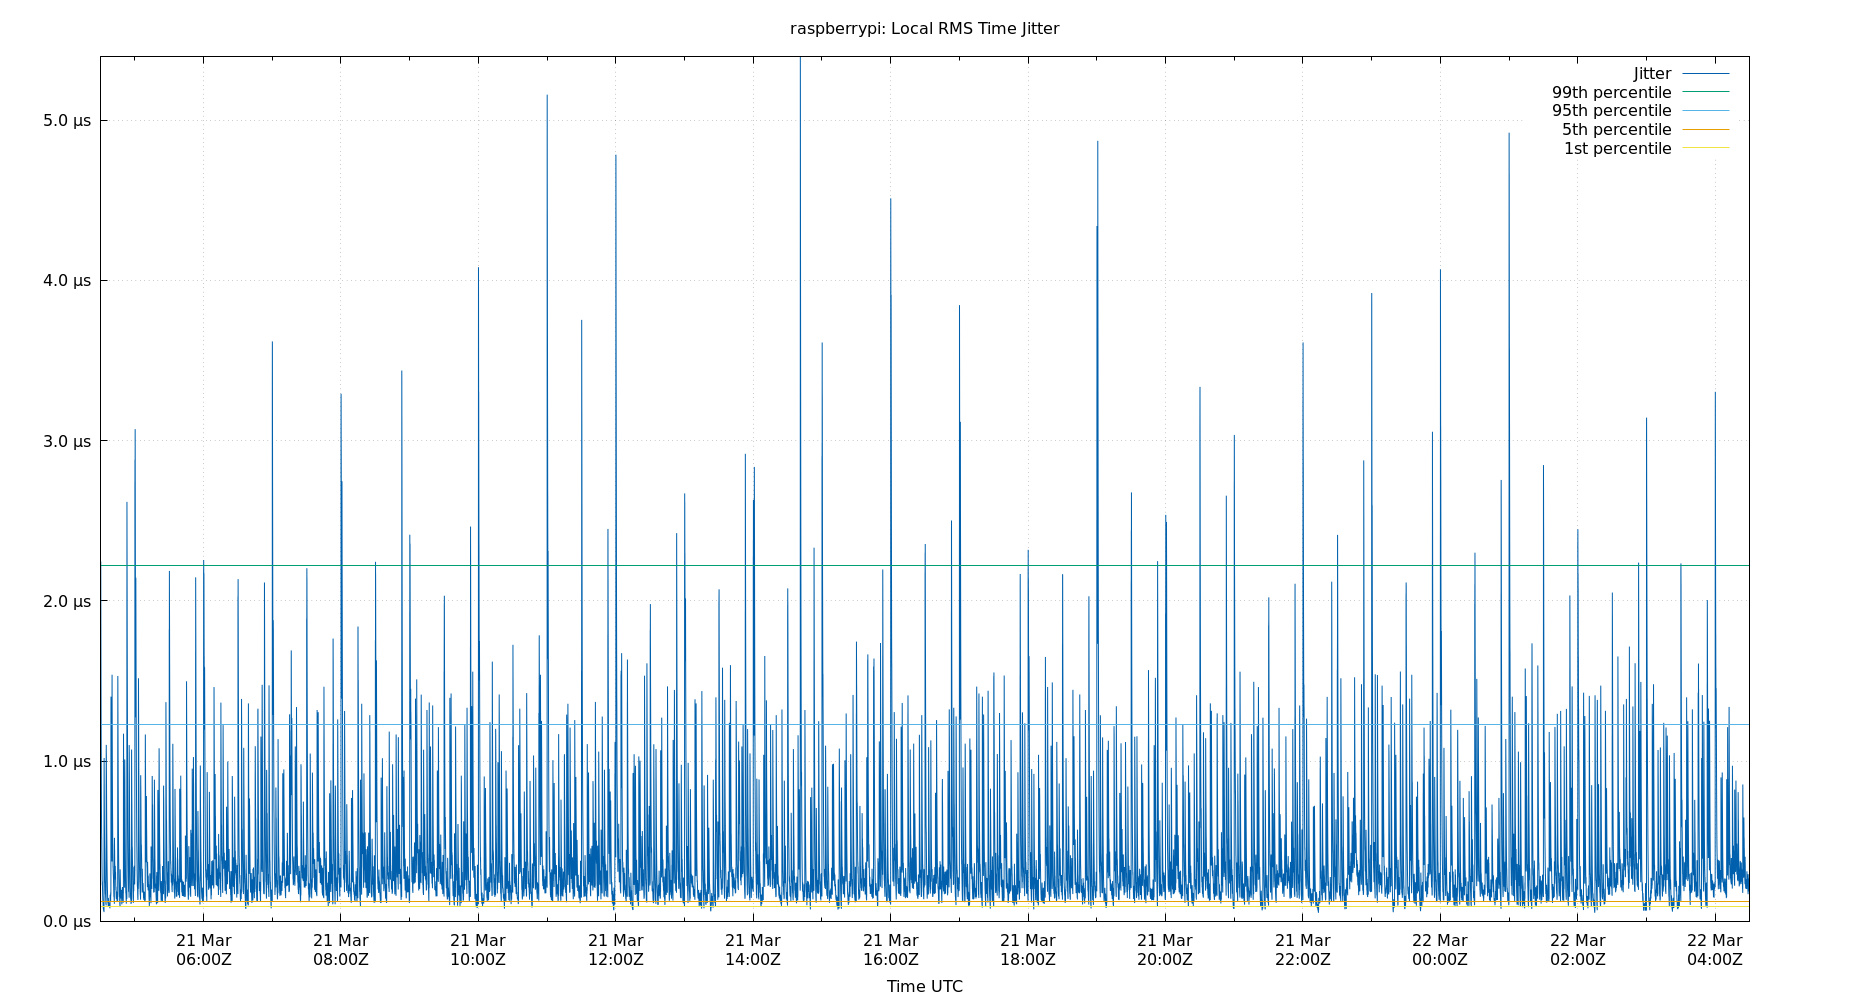 raspberrypi: Local RMS Time Jitter
Jitter
99th percentile
95th percentile
5th percentile
1st percentile
5.0 μs
4.0 μs
3.0 μs
2.0 μs
1.0 μs
0.0 μs
21 Mar 21 Mar 21 Mar 21 Mar 21 Mar 21 Mar 21 Mar 21 Mar 21 Mar 22 Mar 22 Mar 22 Mar
06:00Z 08:00Z 10:00Z 12:00Z 14:00Z 16:00Z 18:00Z 20:00Z 22:00Z 00:00Z 02:00Z 04:00Z
Time UTC